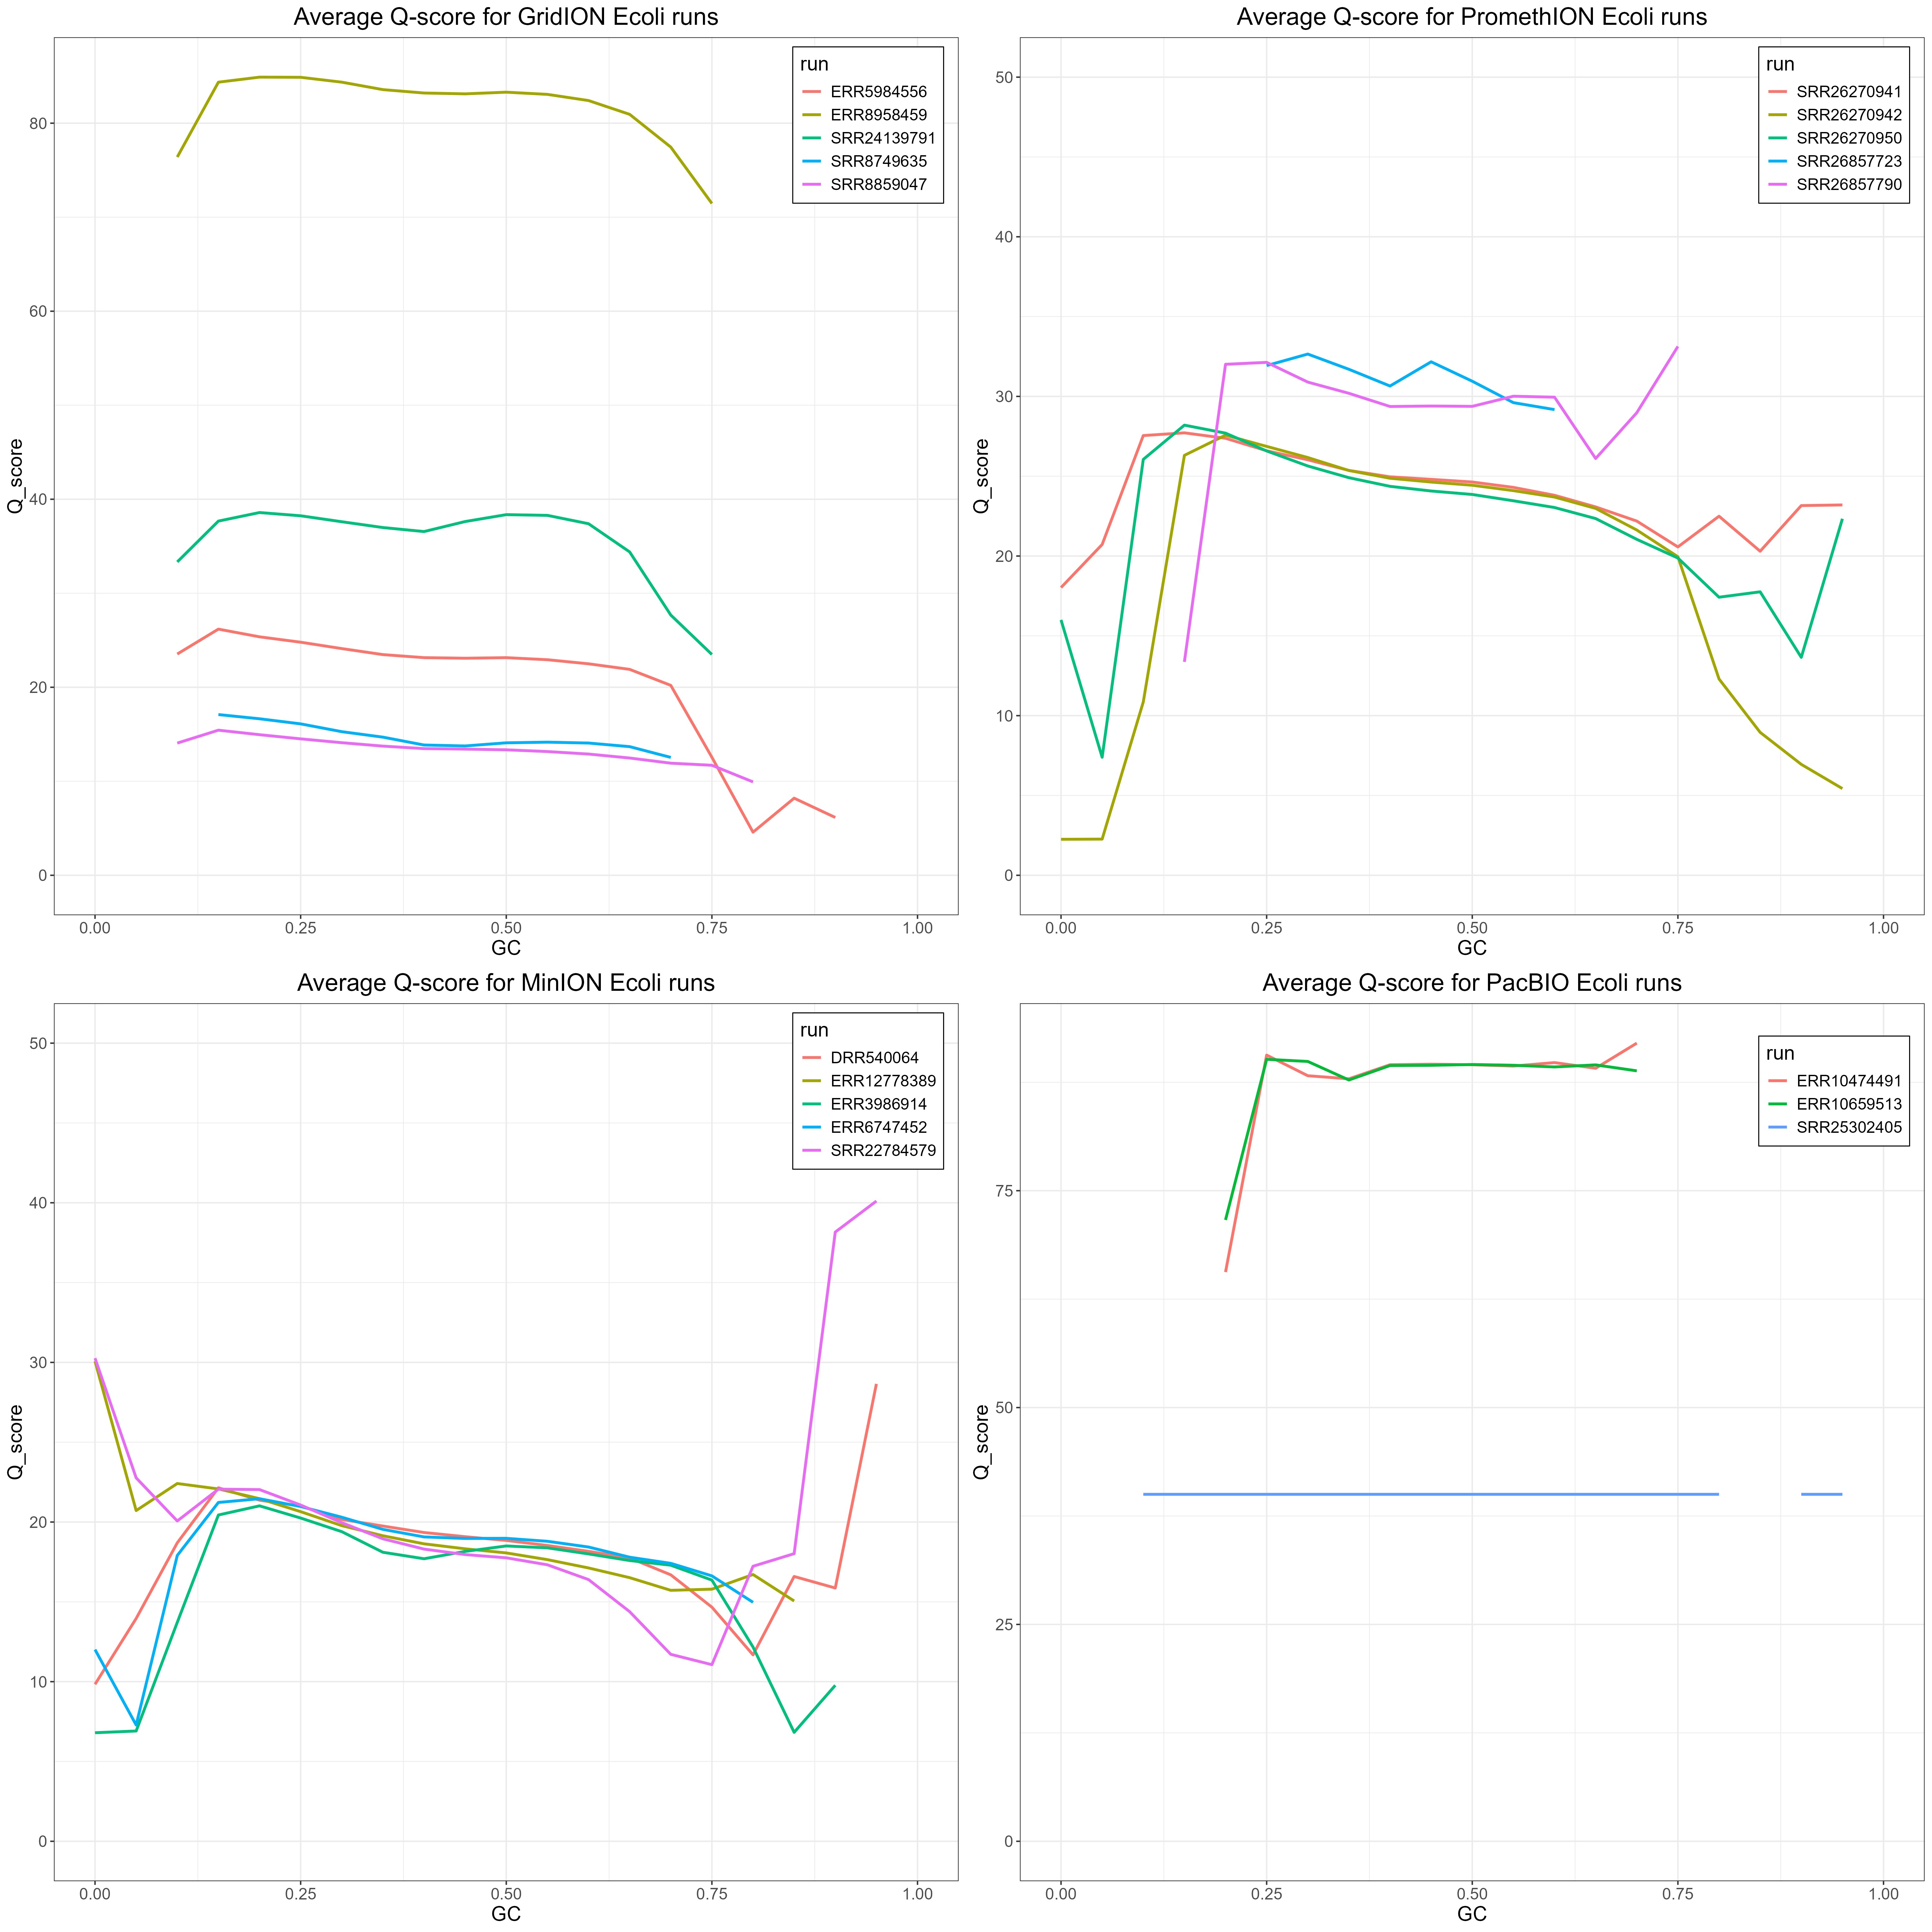 Average Q-score for GridION Ecoli runs
Q_score
80
60
40
20
0
run
ERR5984556
ERR8958459
SRR24139791
SRR8749635
SRR8859047
0.00 0.25 0.50 0.75 1.00
GC
Average Q-score for PromethION Ecoli runs
Q_score
50
40
30
20
10
0
run
SRR26270941
SRR26270942
SRR26270950
SRR26857723
SRR26857790
0.00 0.25 0.50 0.75 1.00
GC
Average Q-score for MinION Ecoli runs
Q_score
50
40
30
20
10
0
run
DRR540064
ERR12778389
ERR3986914
ERR6747452
SRR22784579
0.00 0.25 0.50 0.75 1.00
GC
Average Q-score for PacBIO Ecoli runs
Q_score
75
50
25
0
run
ERR10474491
ERR10659513
SRR25302405
0.00 0.25 0.50 0.75 1.00
GC